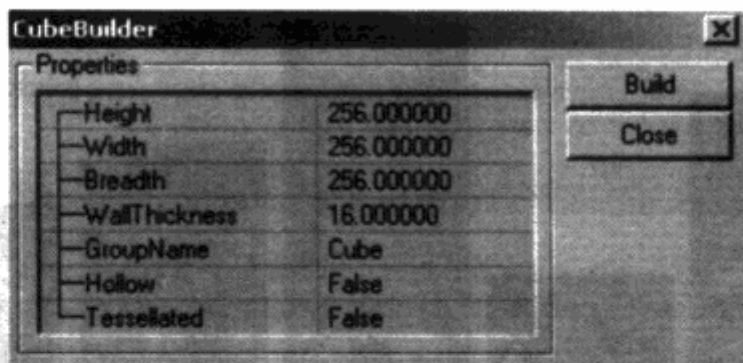 CubeBuilder
Properties
Build
Close
Height 256.000000
Width 256.000000
Breadth 256.000000
WallThickness 16.000000
GroupName Cube
Hollow False
Tessellated False